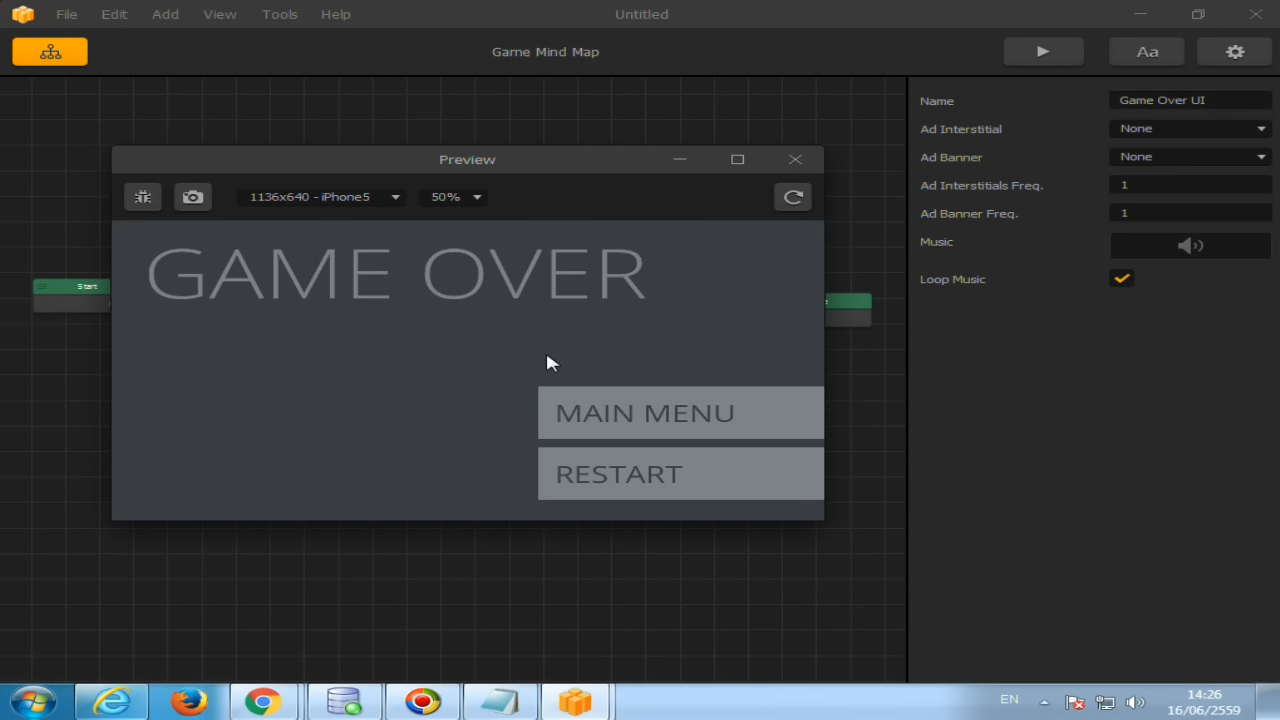 File Edit Add View Tools Help Untitled
Game Mind Map
Aa
Name Game Over UI
Ad Interstitial None
Ad Banner None
Ad Interstitials Freq. 1
Ad Banner Freq. 1
Music
Loop Music
Preview
1136x640 - iPhone5 50%
GAME OVER
Start
MAIN MENU
RESTART
EN
14:26
16/06/2559